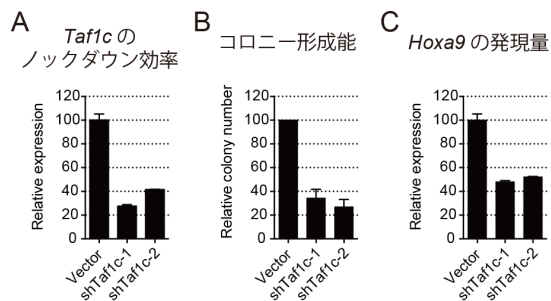 A
Taf1c の
ノックダウン効率
Relative expression
120
100
80
60
40
20
0
Vector
shTaf1c-1
shTaf1c-2
B
コロニー形成能
Relative colony number
120
100
80
60
40
20
0
Vector
shTaf1c-1
shTaf1c-2
C
Hoxa9 の発現量
Relative expression
120
100
80
60
40
20
0
Vector
shTaf1c-1
shTaf1c-2